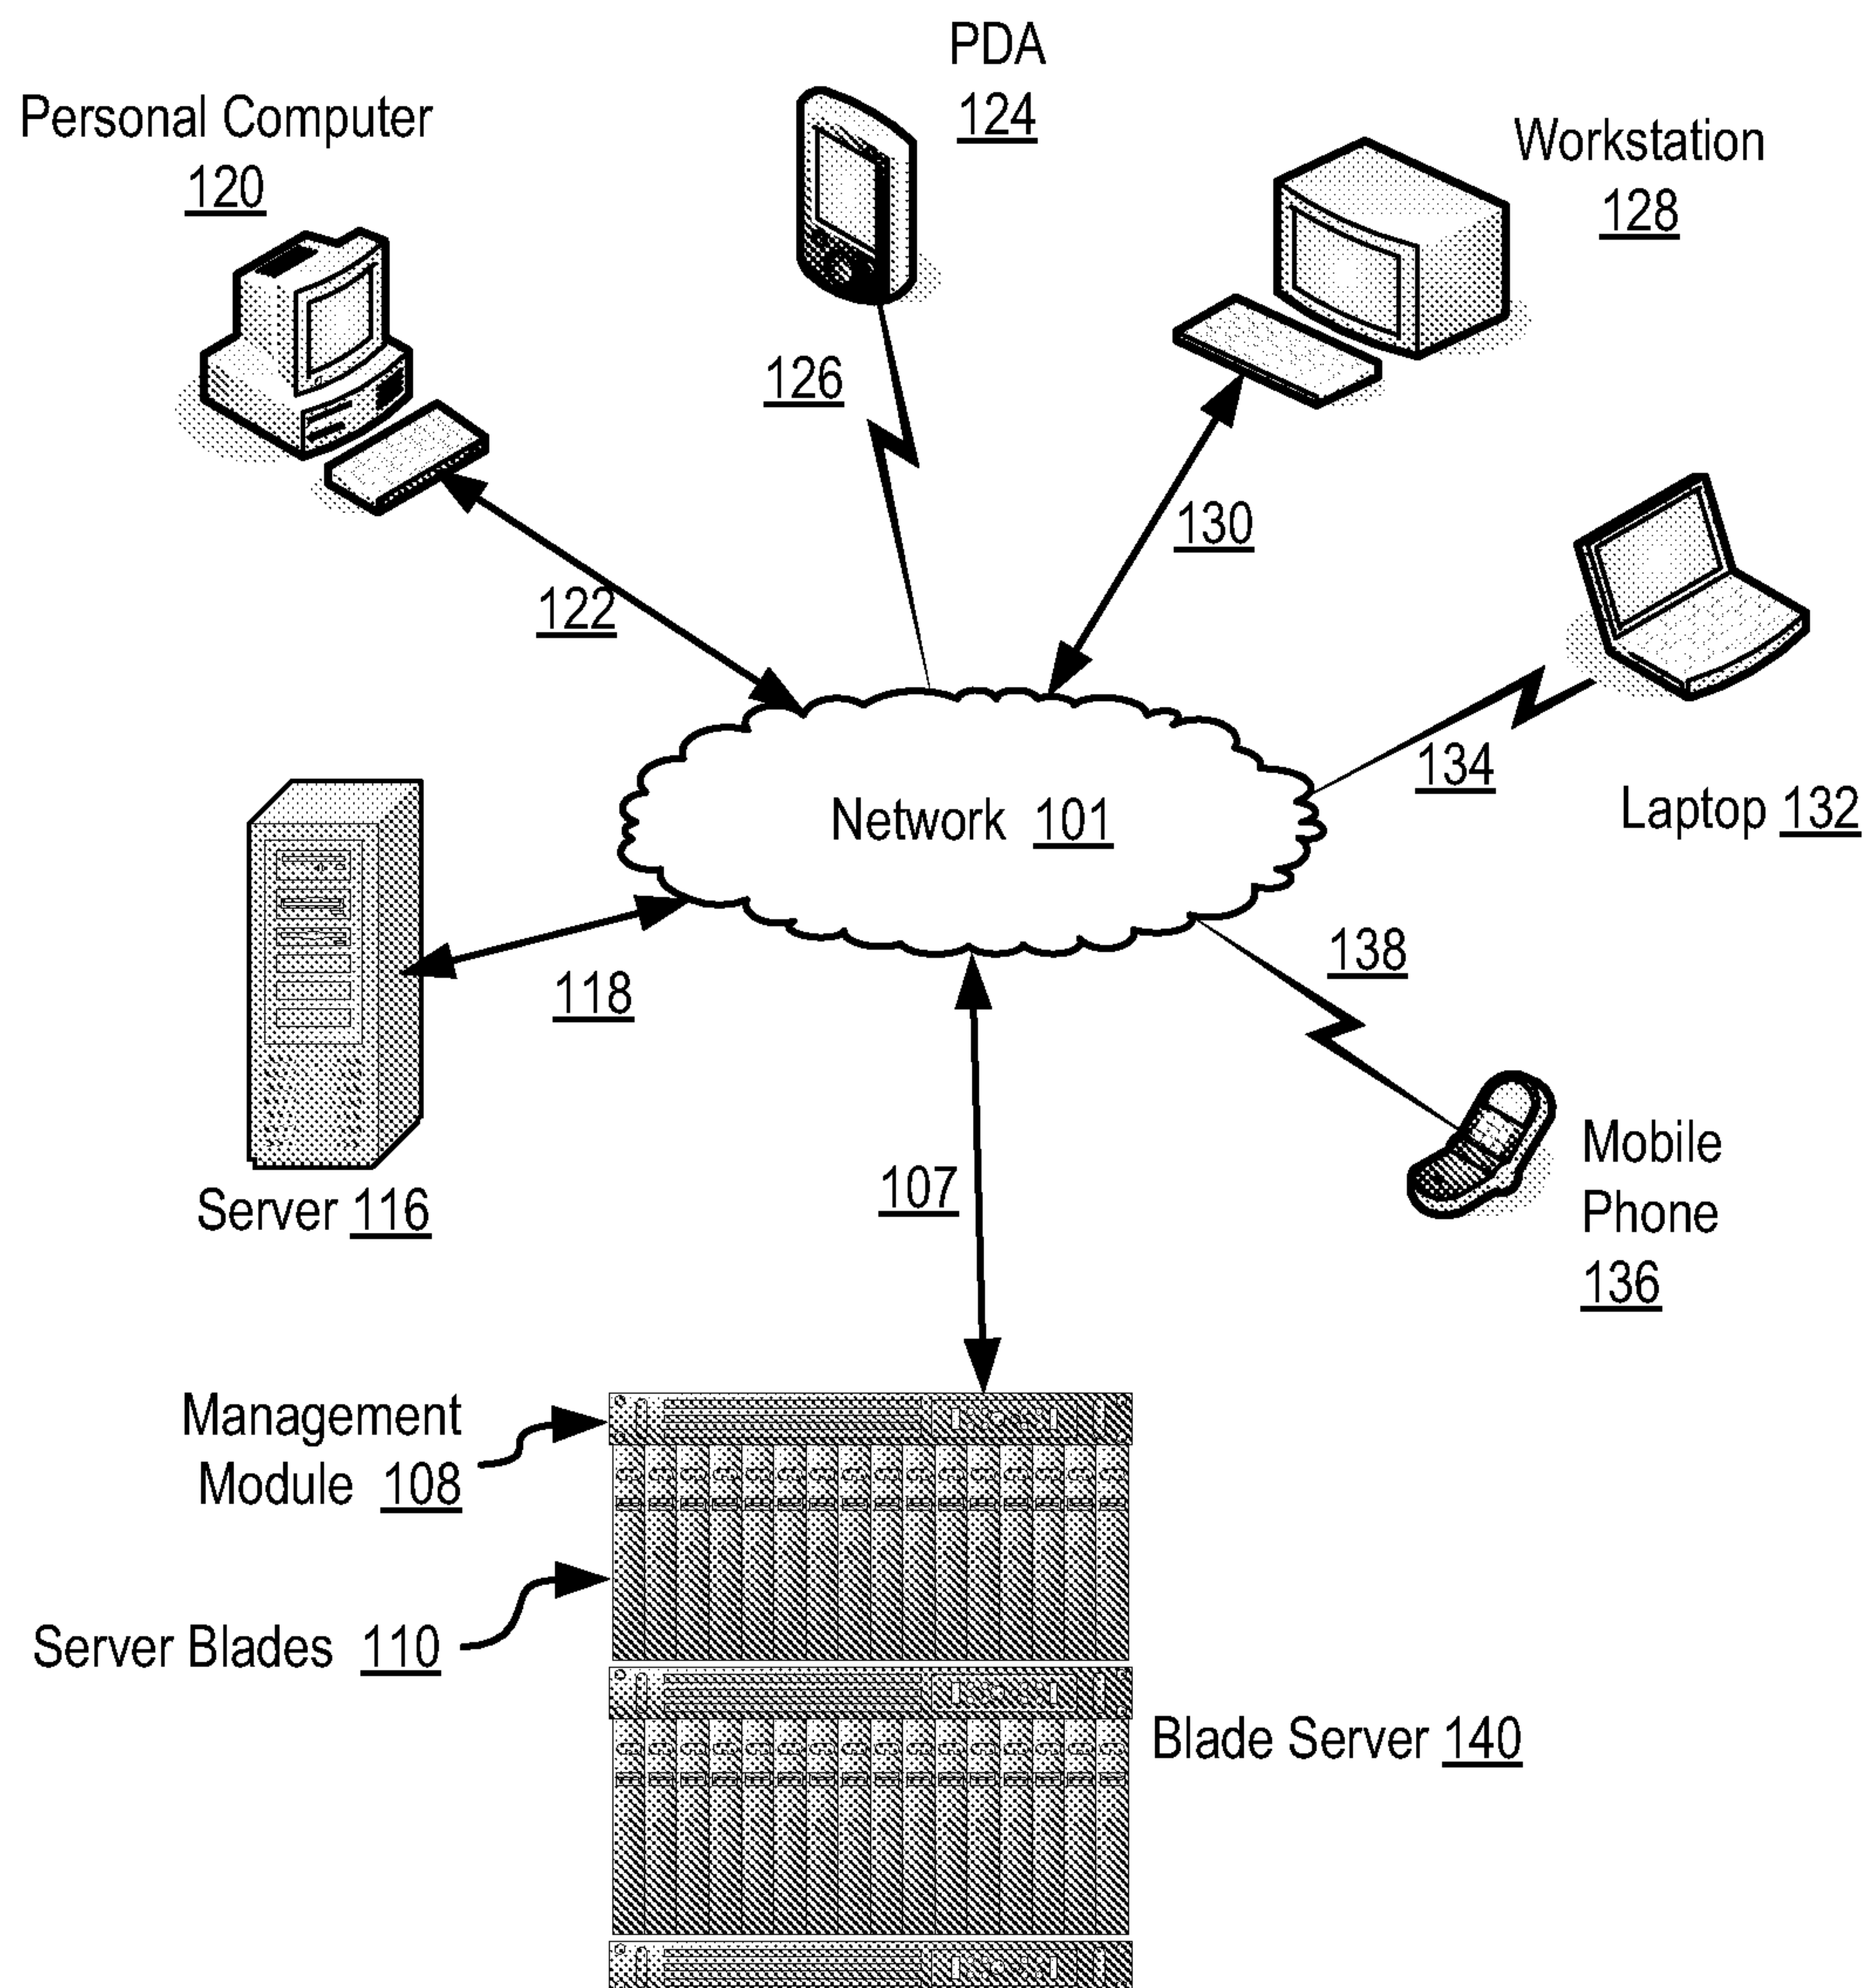 PDA
124
Personal Computer
120
Workstation
128
126
130
122
134
Network 101
Laptop 132
138
118
Mobile
Phone
136
107
Server 116
Management
Module 108
Server Blades 110
Blade Server 140